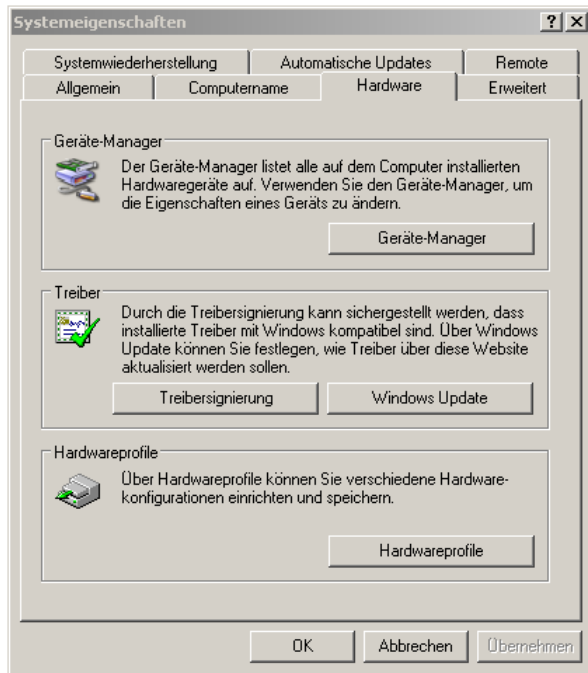 Systemeigenschaften
Systemwiederherstellung Automatische Updates Remote
Allgemein Computername Hardware Erweitert
Geräte-Manager
Der Geräte-Manager listet alle auf dem Computer installierten
Hardwaregeräte auf. Verwenden Sie den Geräte-Manager, um
die Eigenschaften eines Geräts zu ändern.
Geräte-Manager
Treiber
Durch die Treibersignierung kann sichergestellt werden, dass
installierte Treiber mit Windows kompatibel sind. Über Windows
Update können Sie festlegen, wie Treiber über diese Website
aktualisiert werden sollen.
Treibersignierung Windows Update
Hardwareprofile
Über Hardwareprofile können Sie verschiedene Hardware-
konfigurationen einrichten und speichern.
Hardwareprofile
OK Abbrechen Übernehmen